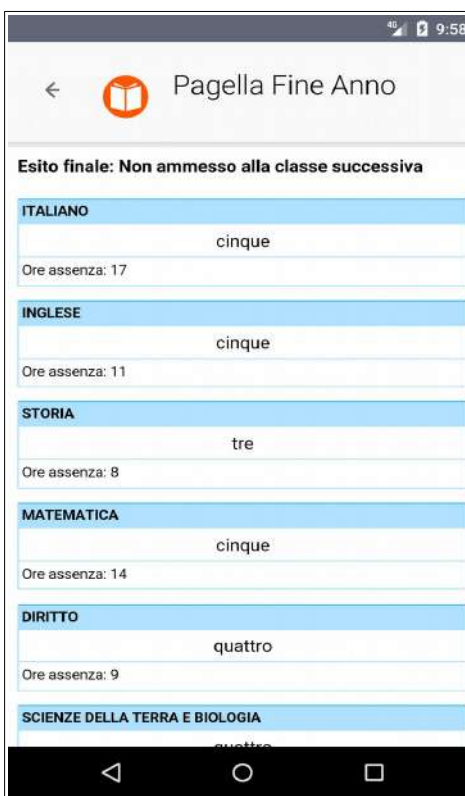 4G 9:58
Pagella Fine Anno
Esito finale: Non ammesso alla classe successiva
ITALIANO
cinque
Ore assenza: 17
INGLESE
cinque
Ore assenza: 11
STORIA
tre
Ore assenza: 8
MATEMATICA
cinque
Ore assenza: 14
DIRITTO
quattro
Ore assenza: 9
SCIENZE DELLA TERRA E BIOLOGIA
quattro